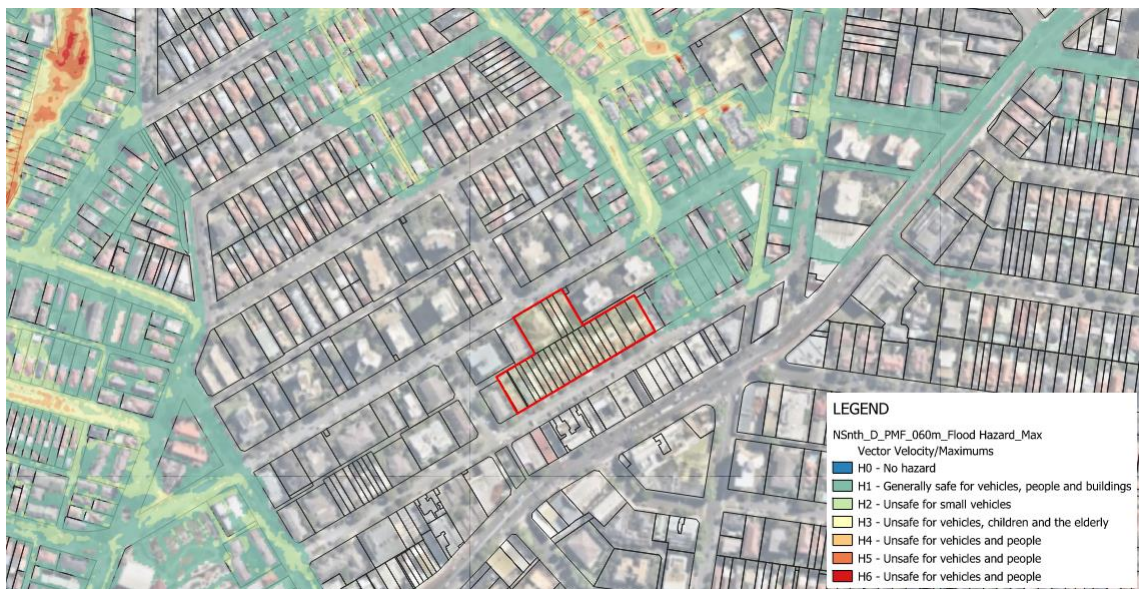 LEGEND
NSnth_D_PMF_060m_Flood Hazard_Max
Vector Velocity/Maximums
H0 - No hazard
H1 - Generally safe for vehicles, people and buildings
H2 - Unsafe for small vehicles
H3 - Unsafe for vehicles, children and the elderly
H4 - Unsafe for vehicles and people
H5 - Unsafe for vehicles and people
H6 - Unsafe for vehicles and people